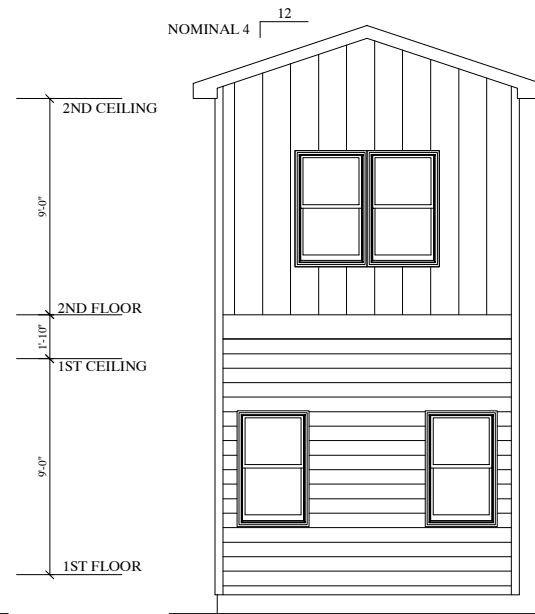 12
NOMINAL 4
2ND CEILING
9'-0"
2ND FLOOR
1'-10"
1ST CEILING
9'-0"
1ST FLOOR